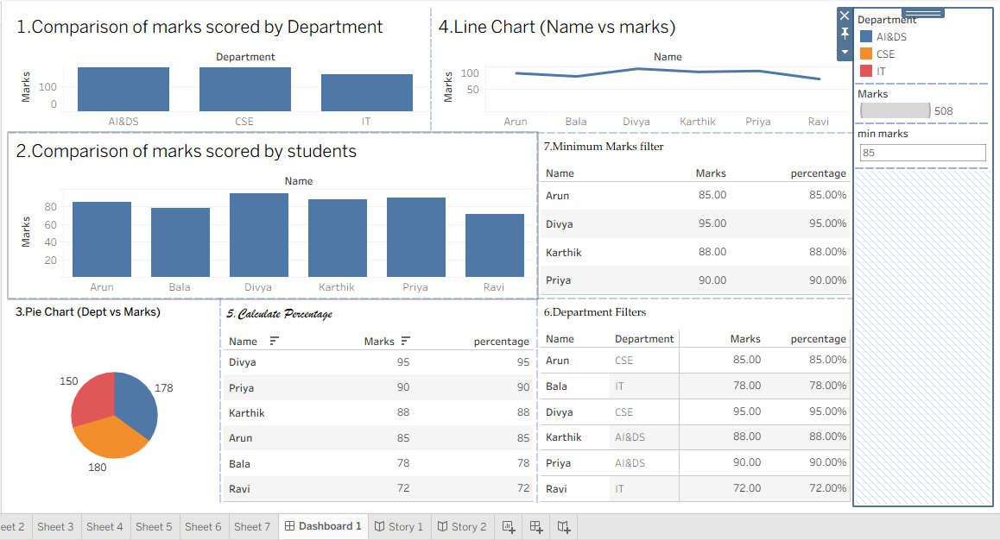 1.Comparison of marks scored by Department
Department
Marks
100
0
AI&DS CSE IT
4.Line Chart (Name vs marks)
Name
Marks
100
50
Arun Bala Divya Karthik Priya Ravi
Department
AI&DS
CSE
IT
Marks
508
min marks
85
2.Comparison of marks scored by students
Name
Marks
80
60
40
20
Arun Bala Divya Karthik Priya Ravi
7.Minimum Marks filter
Name Marks percentage
Arun 85.00 85.00%
Divya 95.00 95.00%
Karthik 88.00 88.00%
Priya 90.00 90.00%
3.Pie Chart (Dept vs Marks)
150
178
180
5. Calculate Percentage
Name Marks percentage
Divya 95 95
Priya 90 90
Karthik 88 88
Arun 85 85
Bala 78 78
Ravi 72 72
6.Department Filters
Name Department Marks percentage
Arun CSE 85.00 85.00%
Bala IT 78.00 78.00%
Divya CSE 95.00 95.00%
Karthik AI&DS 88.00 88.00%
Priya AI&DS 90.00 90.00%
Ravi IT 72.00 72.00%
eet 2 Sheet 3 Sheet 4 Sheet 5 Sheet 6 Sheet 7 Dashboard 1 Story 1 Story 2